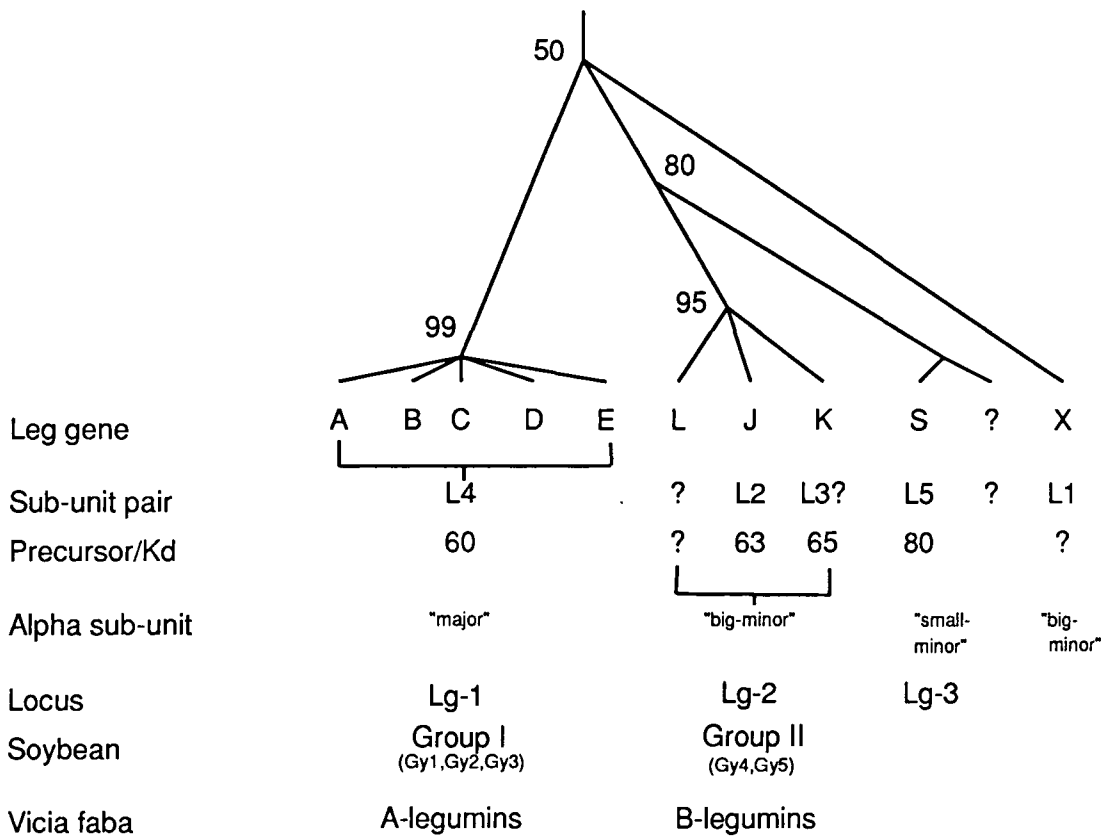 50
80
95
99
Leg gene A B C D E L J K S ? X
Sub-unit pair L4 ? L2 L3? L5 ? L1
Precursor/Kd 60 ? 63 65 80 ?
Alpha sub-unit "major" "big-minor" "small-minor" "big-minor"
Locus Lg-1 Lg-2 Lg-3
Soybean Group I Group II
(Gy1,Gy2,Gy3) (Gy4,Gy5)
Vicia faba A-legumins B-legumins